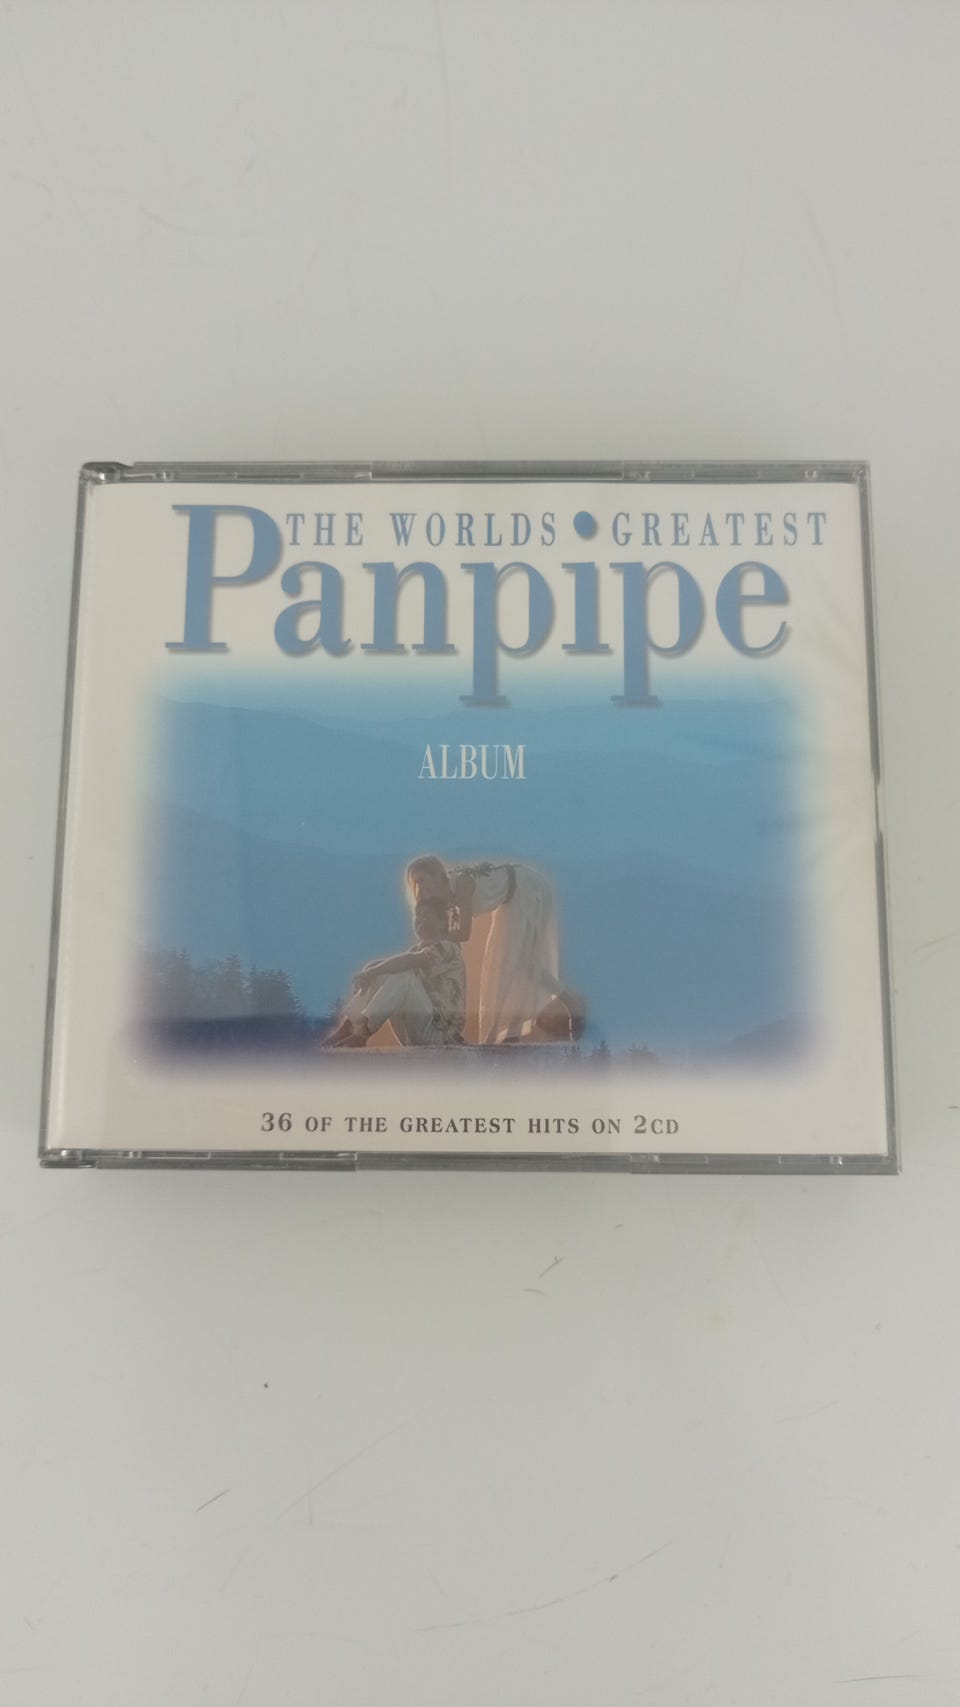 THE WORLDS GREATEST
Panpipe
ALBUM
36 OF THE GREATEST HITS ON 2CD